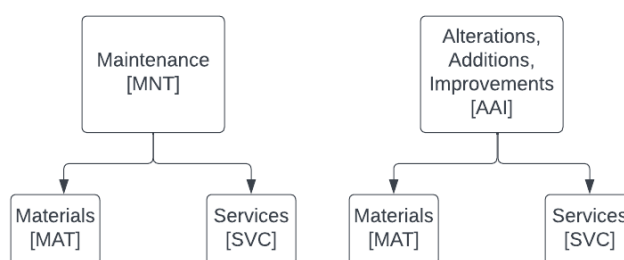 Maintenance
[MNT]
Alterations,
Additions,
Improvements
[AAI]
Materials
[MAT]
Services
[SVC]
Materials
[MAT]
Services
[SVC]